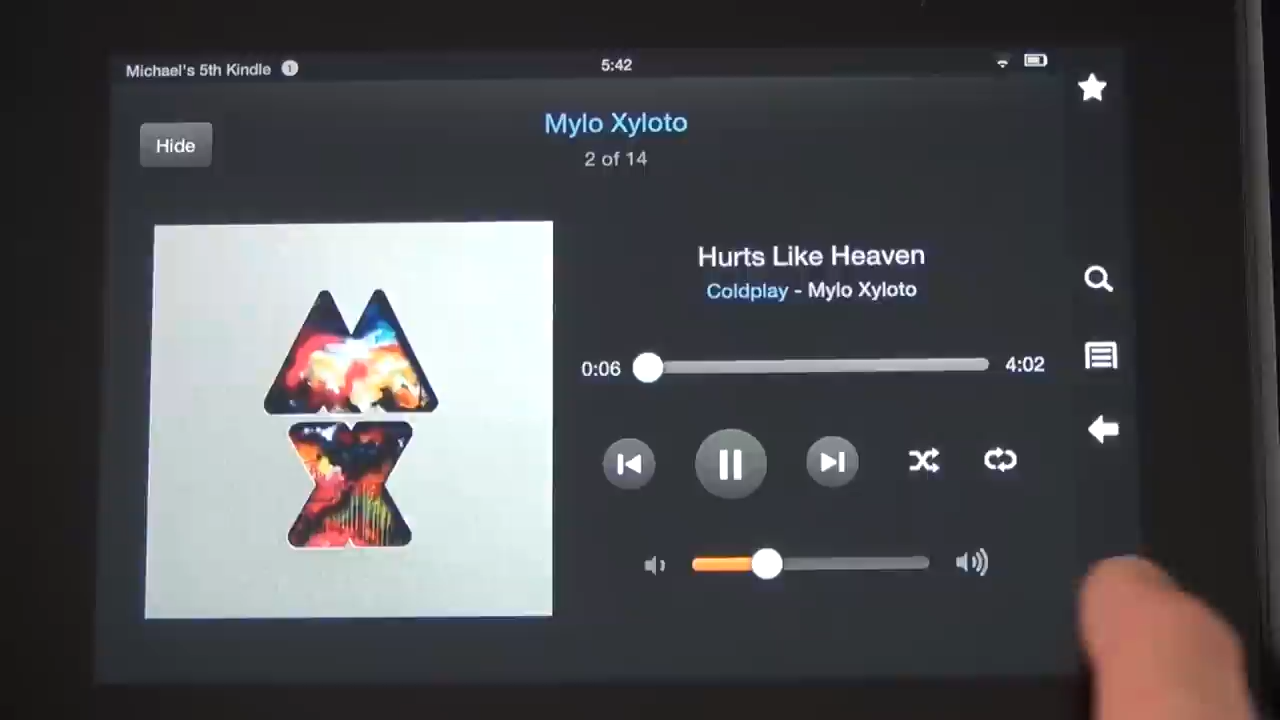 Michael's 5th Kindle 1
5:42
Hide
Mylo Xyloto
2 of 14
Hurts Like Heaven
Coldplay - Mylo Xyloto
0:06
4:02